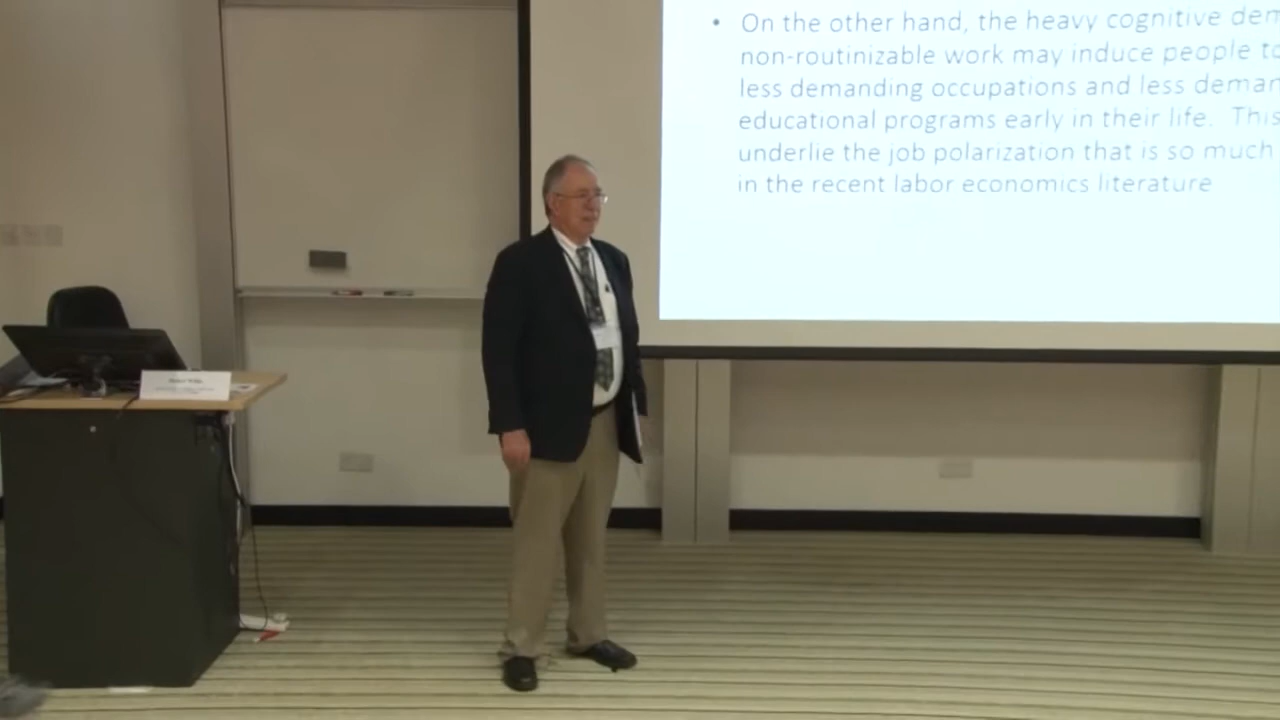 • On the other hand, the heavy cognitive dem
non-routinizable work may induce people to
less demanding occupations and less deman
educational programs early in their life. This
underlie the job polarization that is so much
in the recent labor economics literature